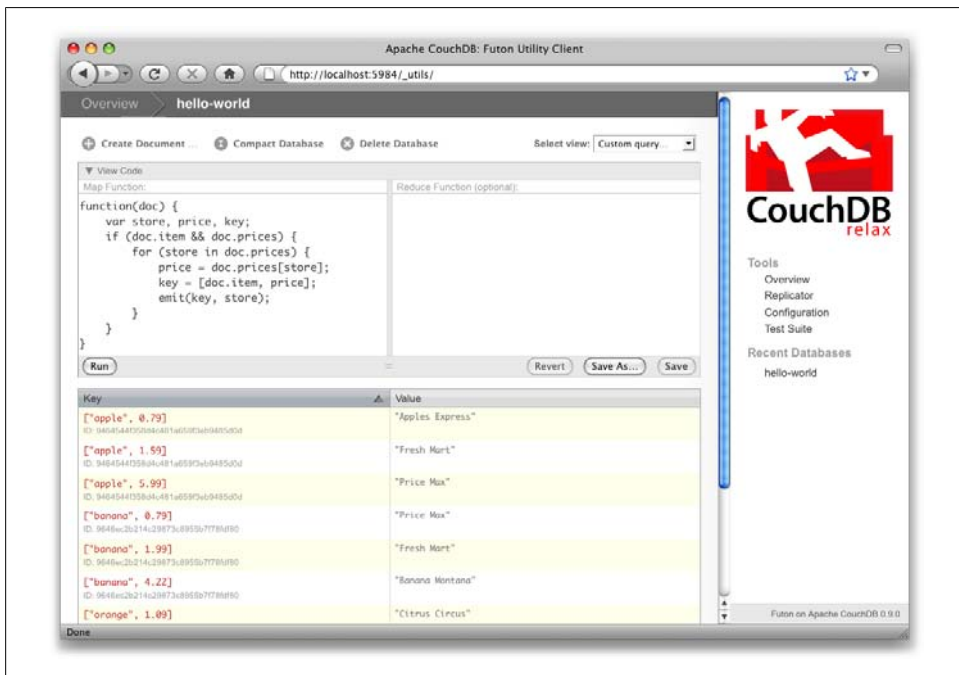 Apache CouchDB: Futon Utility Client
http://localhost:5984/_utils/
Overview hello-world
Create Document ... Compact Database Delete Database Select view: Custom query...
View Code
Map Function: Reduce Function (optional):
function(doc) {
    var store, price, key;
    if (doc.item && doc.prices) {
        for (store in doc.prices) {
            price = doc.prices[store];
            key = [doc.item, price];
            emit(key, store);
        }
    }
}
Run Revert Save As... Save
Key Value
["apple", 0.79] "Apples Express"
ID:
["apple", 1.59] "Fresh Mart"
ID:
["apple", 5.99] "Price Max"
ID:
["banana", 0.79] "Price Max"
ID:
["banana", 1.99] "Fresh Mart"
ID:
["banana", 4.22] "Banana Montana"
ID:
["orange", 1.09] "Citrus Circus"
Done
CouchDB
relax
Tools
Overview
Replicator
Configuration
Test Suite
Recent Databases
hello-world
Futon on Apache CouchDB 0.9.0